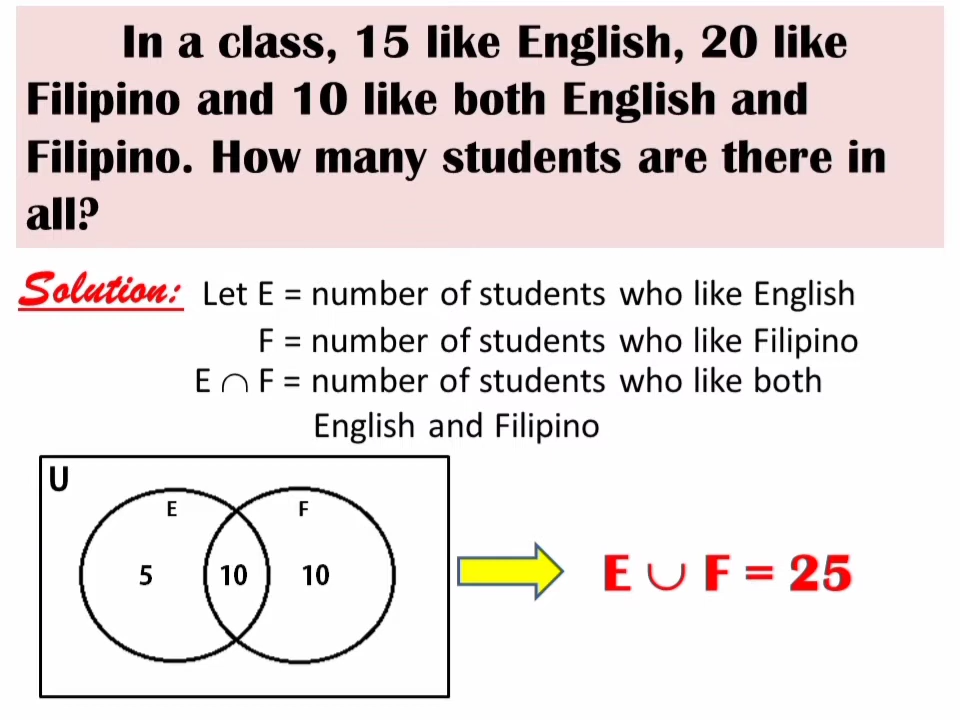 In a class, 15 like English, 20 like
Filipino and 10 like both English and
Filipino. How many students are there in
all?
Solution: Let E = number of students who like English
F = number of students who like Filipino
E ∩ F = number of students who like both
English and Filipino
U
E F
5 10 10
E ∪ F = 25